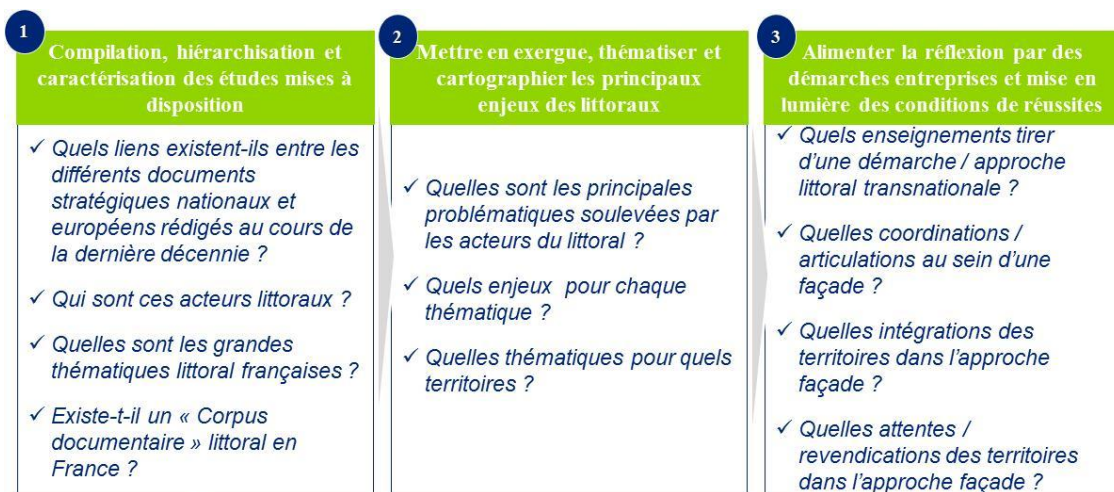 1
Compilation, hiérarchisation et
caractérisation des études mises à
disposition
✓ Quels liens existent-ils entre les
différents documents
stratégiques nationaux et
européens rédigés au cours de
la dernière décennie ?
✓ Qui sont ces acteurs littoraux ?
✓ Quelles sont les grandes
thématiques littoral françaises ?
✓ Existe-t-il un « Corpus
documentaire » littoral en
France ?
2
Mettre en exergue, thématiser et
cartographier les principaux
enjeux des littoraux
✓ Quelles sont les principales
problématiques soulevées par
les acteurs du littoral ?
✓ Quels enjeux pour chaque
thématique ?
✓ Quelles thématiques pour quels
territoires ?
3
Alimenter la réflexion par des
démarches entreprises et mise en
lumière des conditions de réussites
✓ Quels enseignements tirer
d’une démarche / approche
littoral transnationale ?
✓ Quelles coordinations /
articulations au sein d’une
façade ?
✓ Quelles intégrations des
territoires dans l’approche
façade ?
✓ Quelles attentes /
revendications des territoires
dans l’approche façade ?